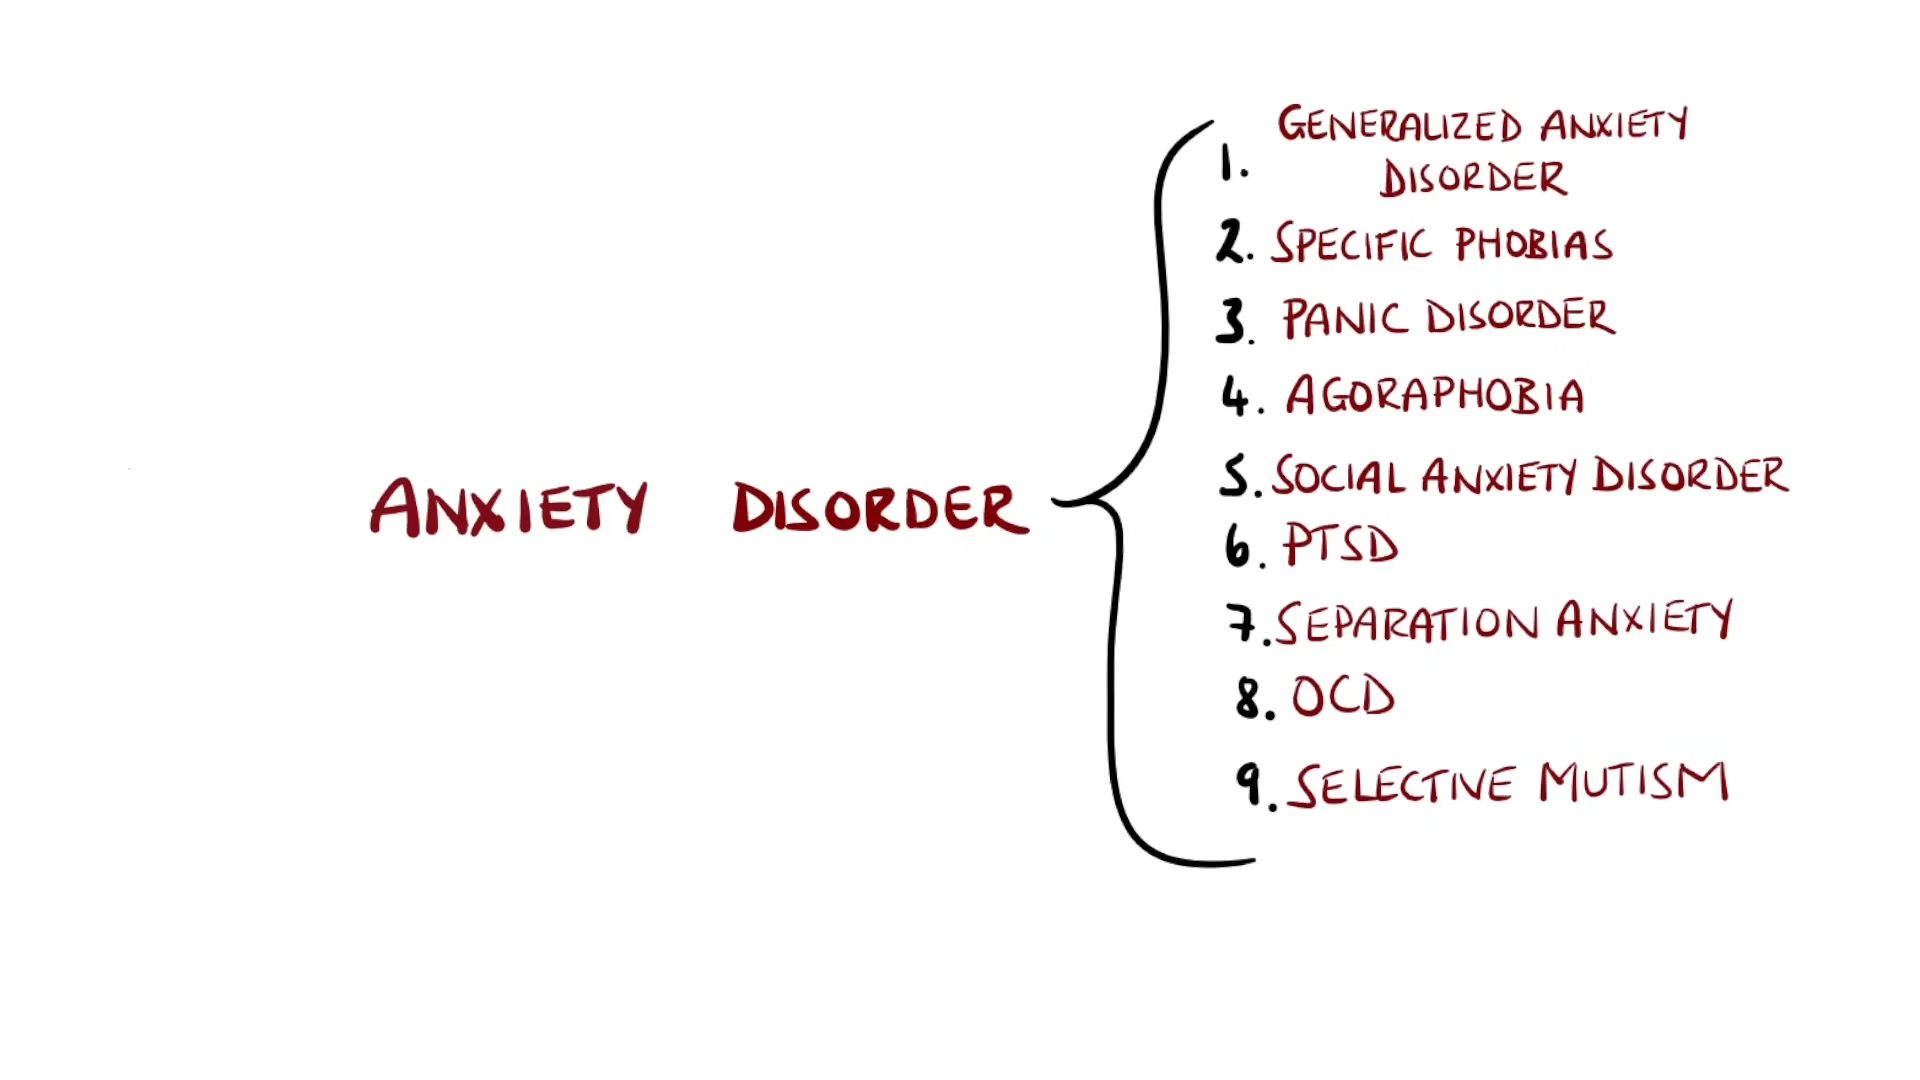 ANXIETY DISORDER
1. GENERALIZED ANXIETY
DISORDER
2. SPECIFIC PHOBIAS
3. PANIC DISORDER
4. AGORAPHOBIA
5. SOCIAL ANXIETY DISORDER
6. PTSD
7. SEPARATION ANXIETY
8. OCD
9. SELECTIVE MUTISM